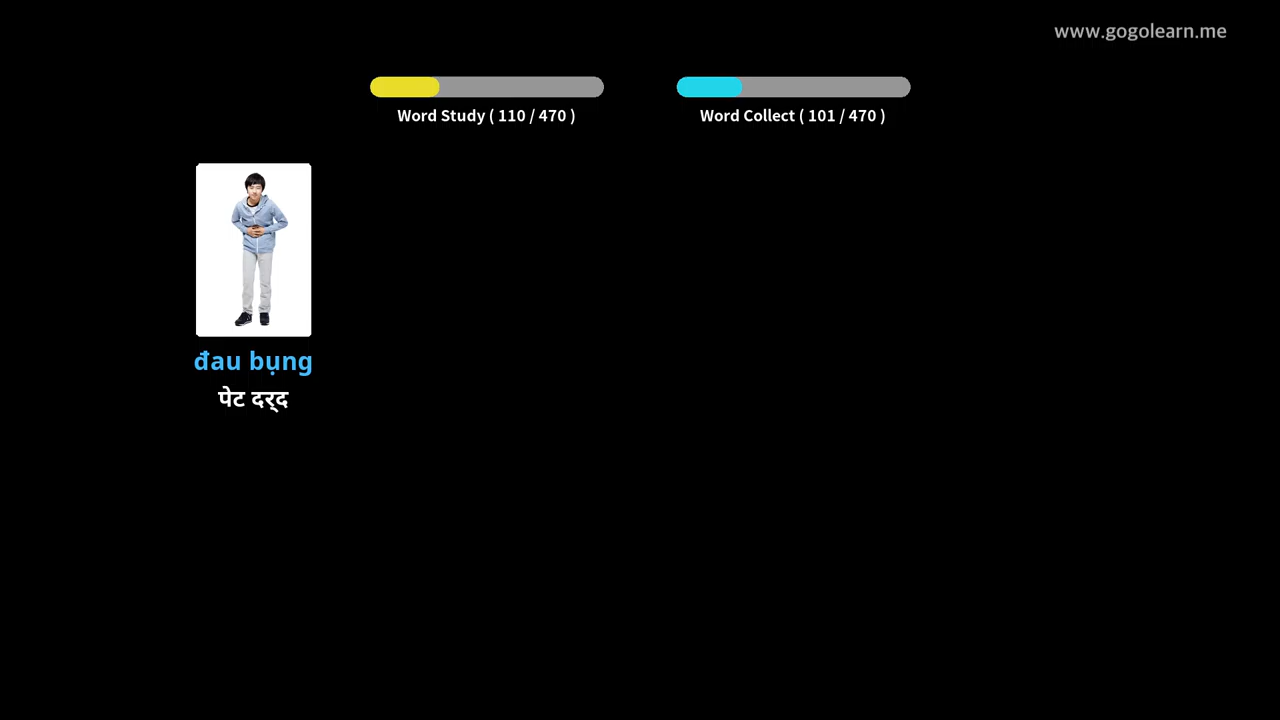 www.gogolearn.me
Word Study ( 110 / 470 )
Word Collect ( 101 / 470 )
đau bụng
पेट दर्द